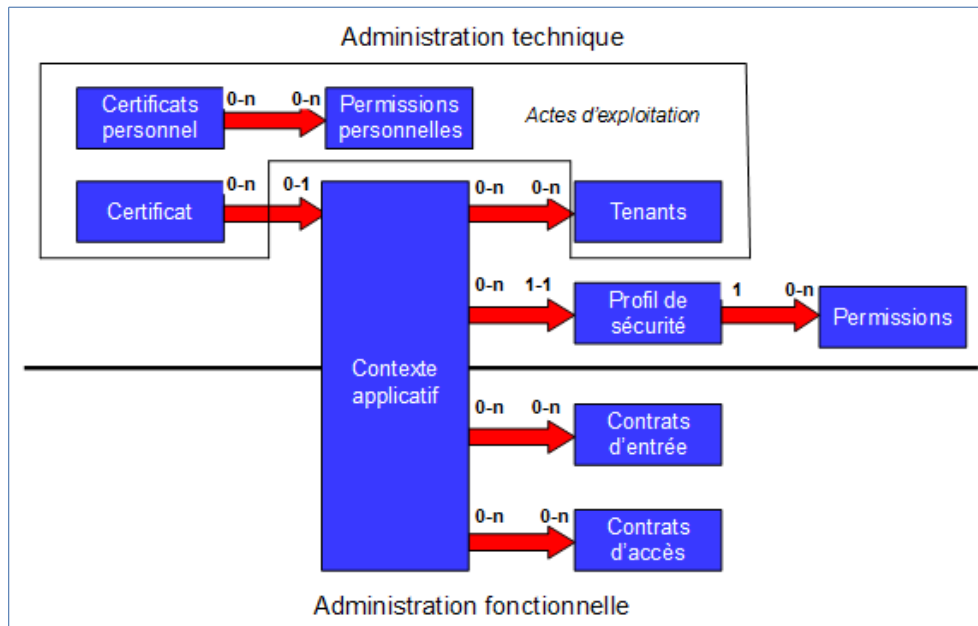 Administration technique
Certificats
personnel
0-n
0-n
Permissions
personnelles
Actes d'exploitation
Certificat
0-n
0-1
0-n
0-n
Tenants
0-n
1-1
Profil de
sécurité
1
0-n
Permissions
Contexte
applicatif
0-n
0-n
Contrats
d'entrée
0-n
0-n
Contrats
d'accès
Administration fonctionnelle